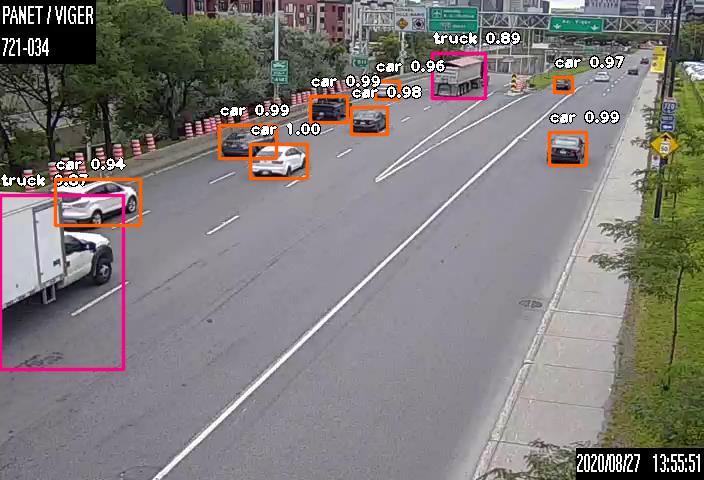 PANET / VIGER
721-034
truck 0.89
car 0.97
car 0.96
car 0.99
car 0.98
car 0.99
car 1.00
car 0.99
car 0.94
truck 0.87
50
2020/08/27 13:55:51